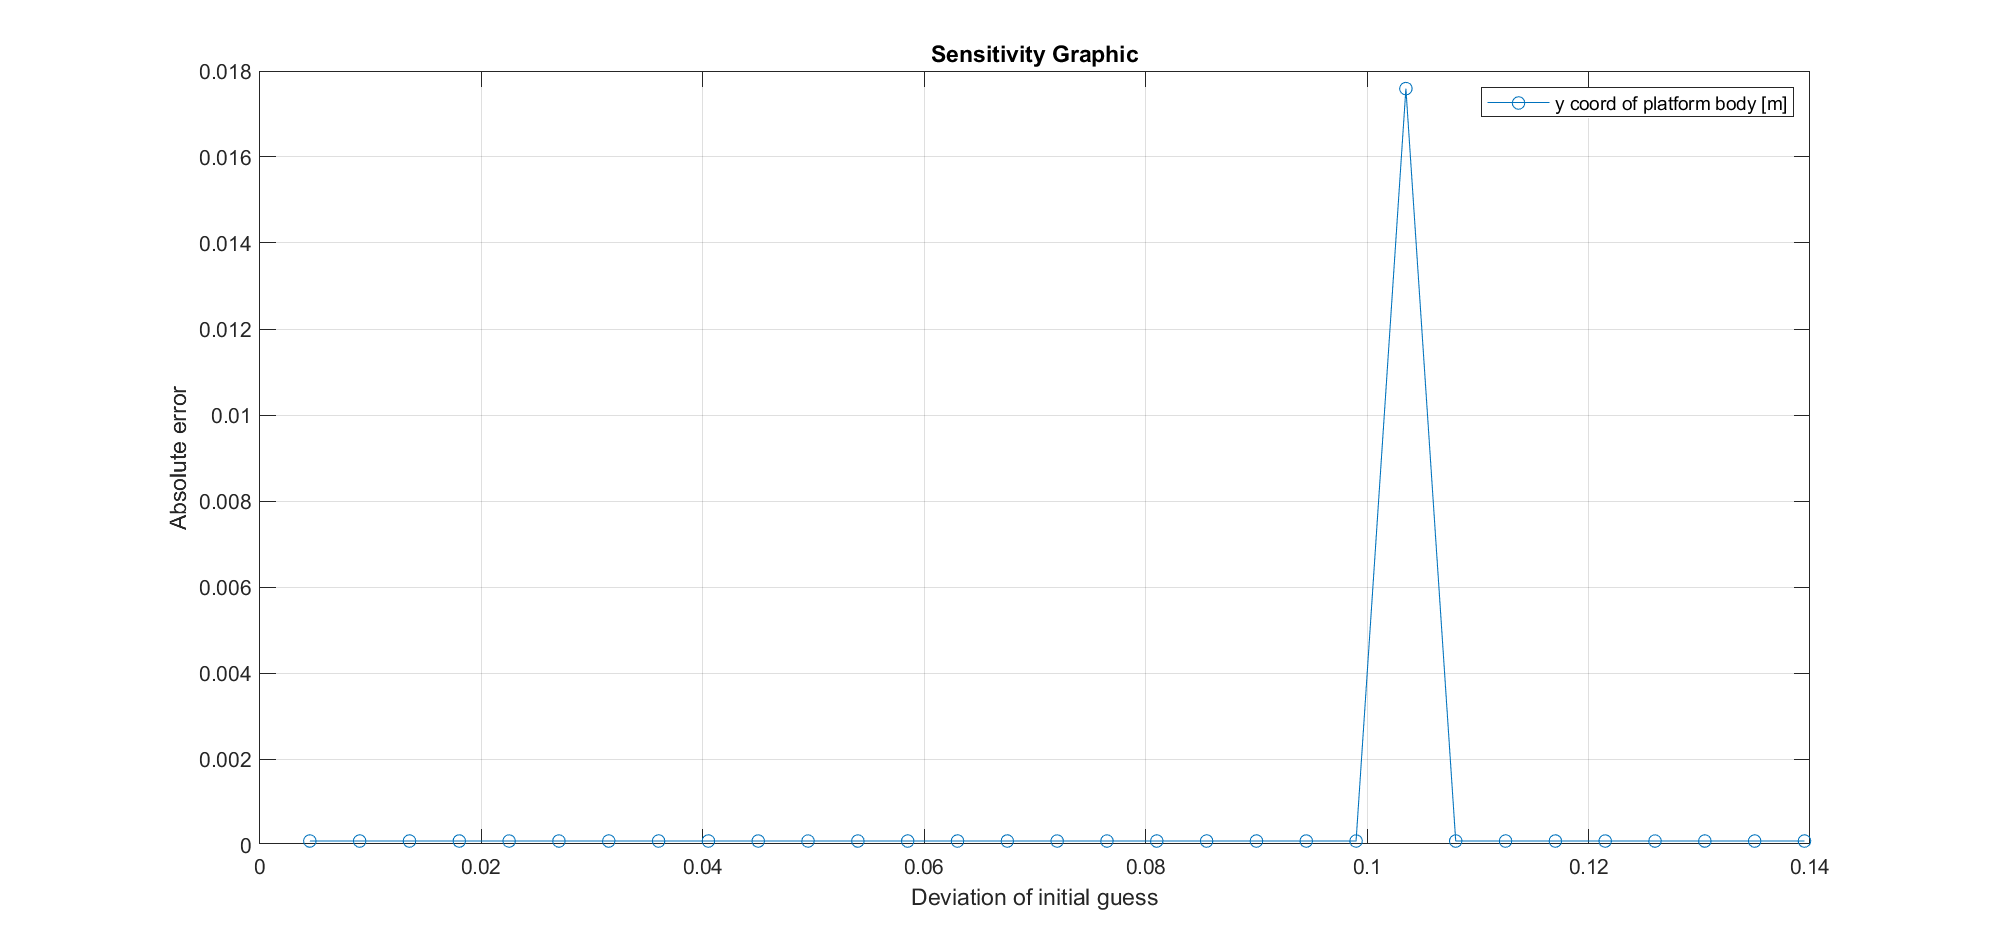 Sensitivity Graphic
0.018
0.016
0.014
0.012
0.01
0.008
0.006
0.004
0.002
0
y coord of platform body [m]
Absolute error
0 0.02 0.04 0.06 0.08 0.1 0.12 0.14
Deviation of initial guess